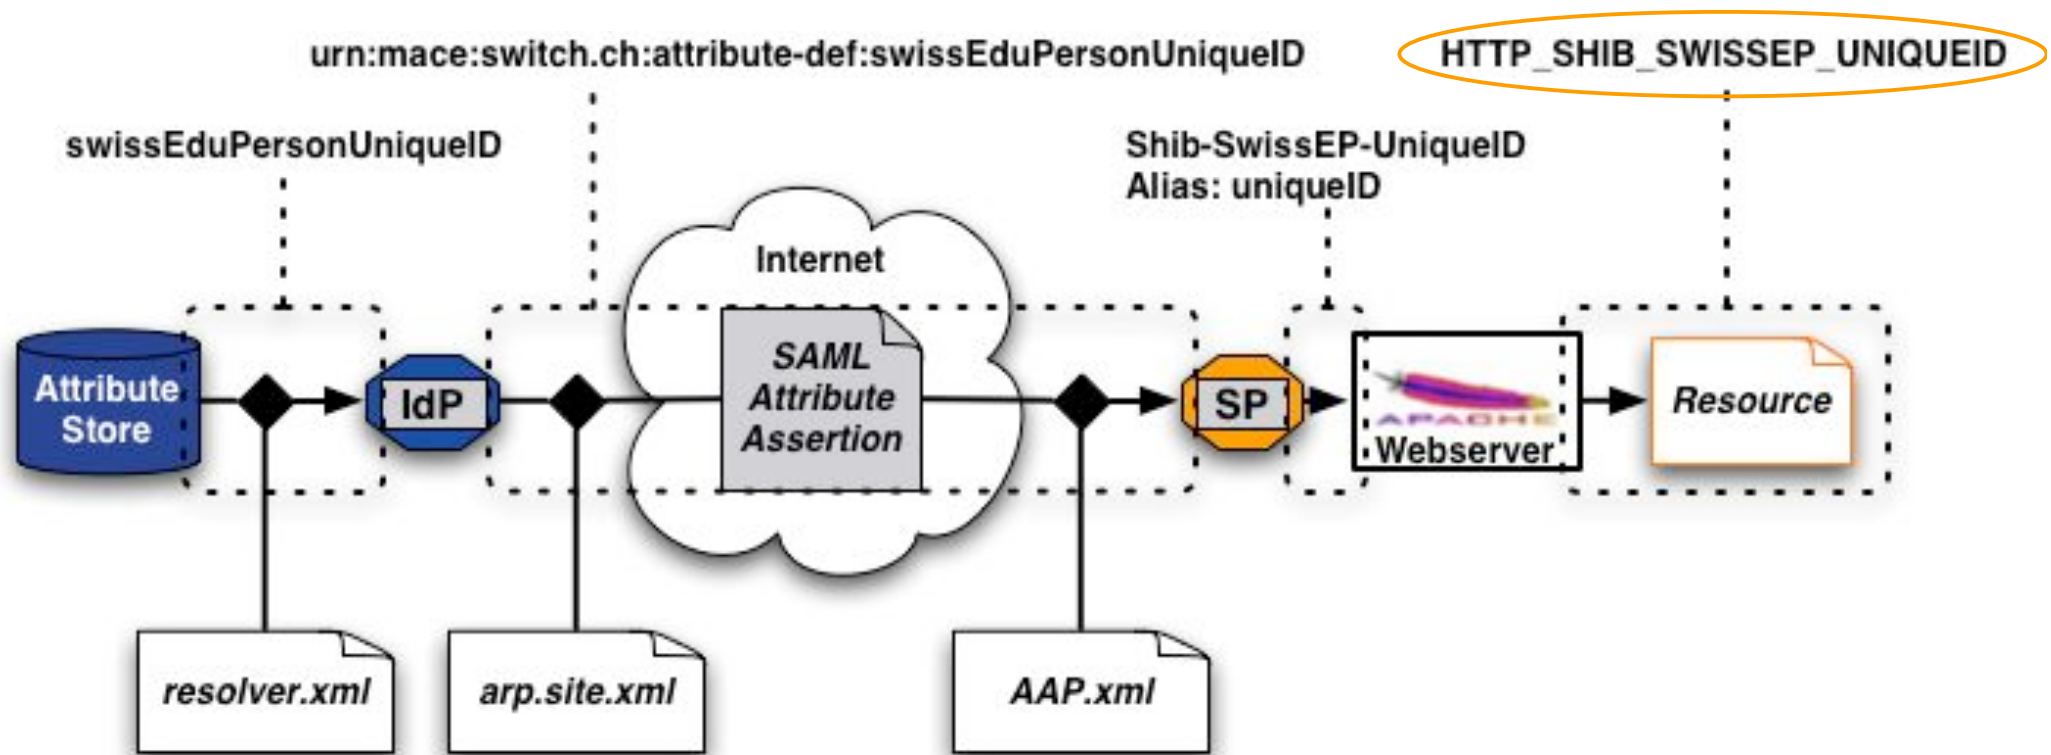 urn:mace:switch.ch:attribute-def:swissEduPersonUniqueID
HTTP_SHIB_SWISSEP_UNIQUEID
swissEduPersonUniqueID
Shib-SwissEP-UniqueID
Alias: uniqueID
Internet
Attribute
Store
IdP
SAML
Attribute
Assertion
SP
APACHE
Webserver
Resource
resolver.xml
arp.site.xml
AAP.xml